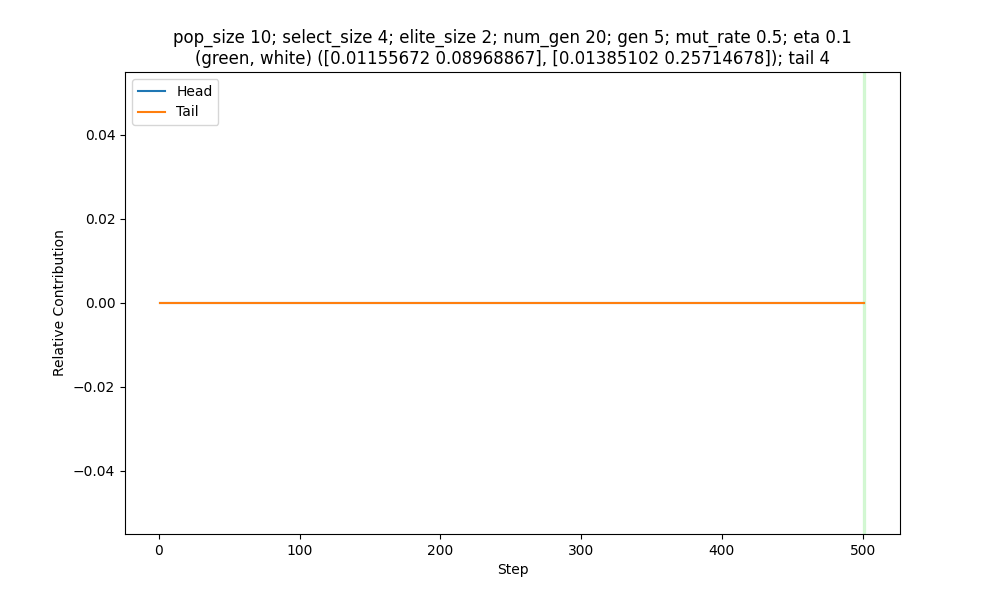 pop_size 10; select_size 4; elite_size 2; num_gen 20; gen 5; mut_rate 0.5; eta 0.1
(green, white) ([0.01155672 0.08968867], [0.01385102 0.25714678]); tail 4
Head
Tail
0.04
0.02
0.00
−0.02
−0.04
Relative Contribution
0
100
200
300
400
500
Step